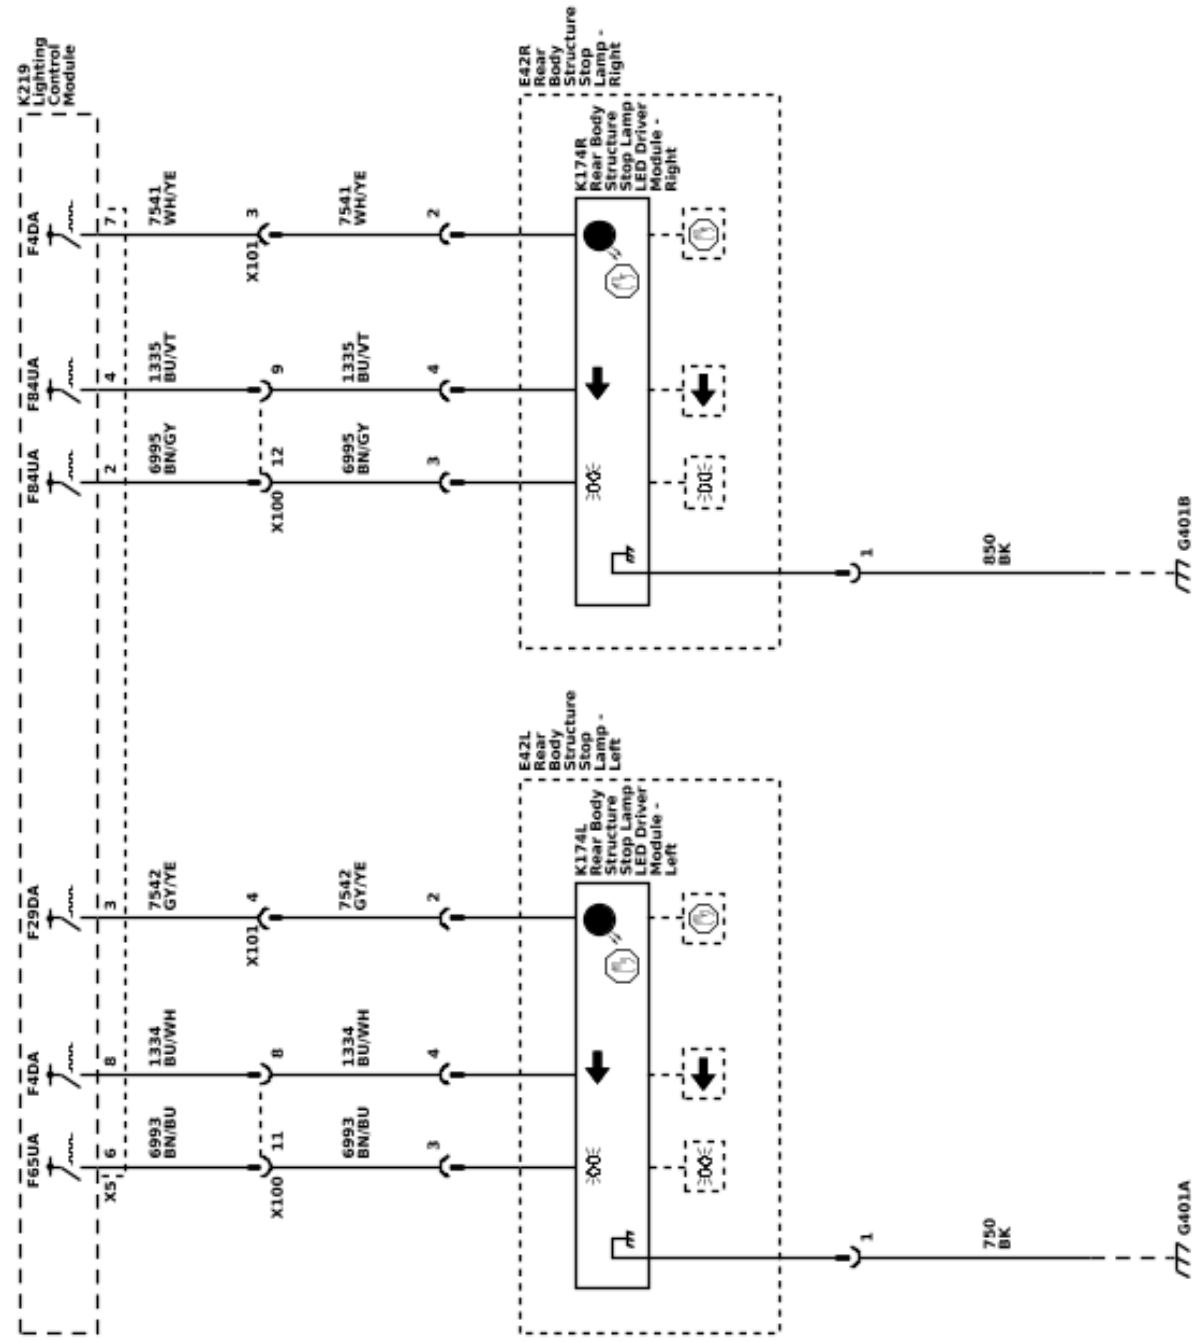 K219
Lighting
Control
Module
F65UA
F4DA
F29DA
F84UA
F84UA
F4DA
X5
6
8
3
2
4
7
6993
BN/BU
1334
BU/WH
7542
GY/YE
6995
BN/GY
1335
BU/VT
7541
WH/YE
X100
11
8
X101
4
X100
12
9
X101
3
6993
BN/BU
1334
BU/WH
7542
GY/YE
6995
BN/GY
1335
BU/VT
7541
WH/YE
3
4
2
3
4
2
E42L
Rear
Body
Structure
Stop
Lamp -
Left
E42R
Rear
Body
Structure
Stop
Lamp -
Right
K174L
Rear Body
Structure
Stop Lamp
LED Driver
Module -
Left
K174R
Rear Body
Structure
Stop Lamp
LED Driver
Module -
Right
1
1
750
BK
850
BK
G401A
G401B